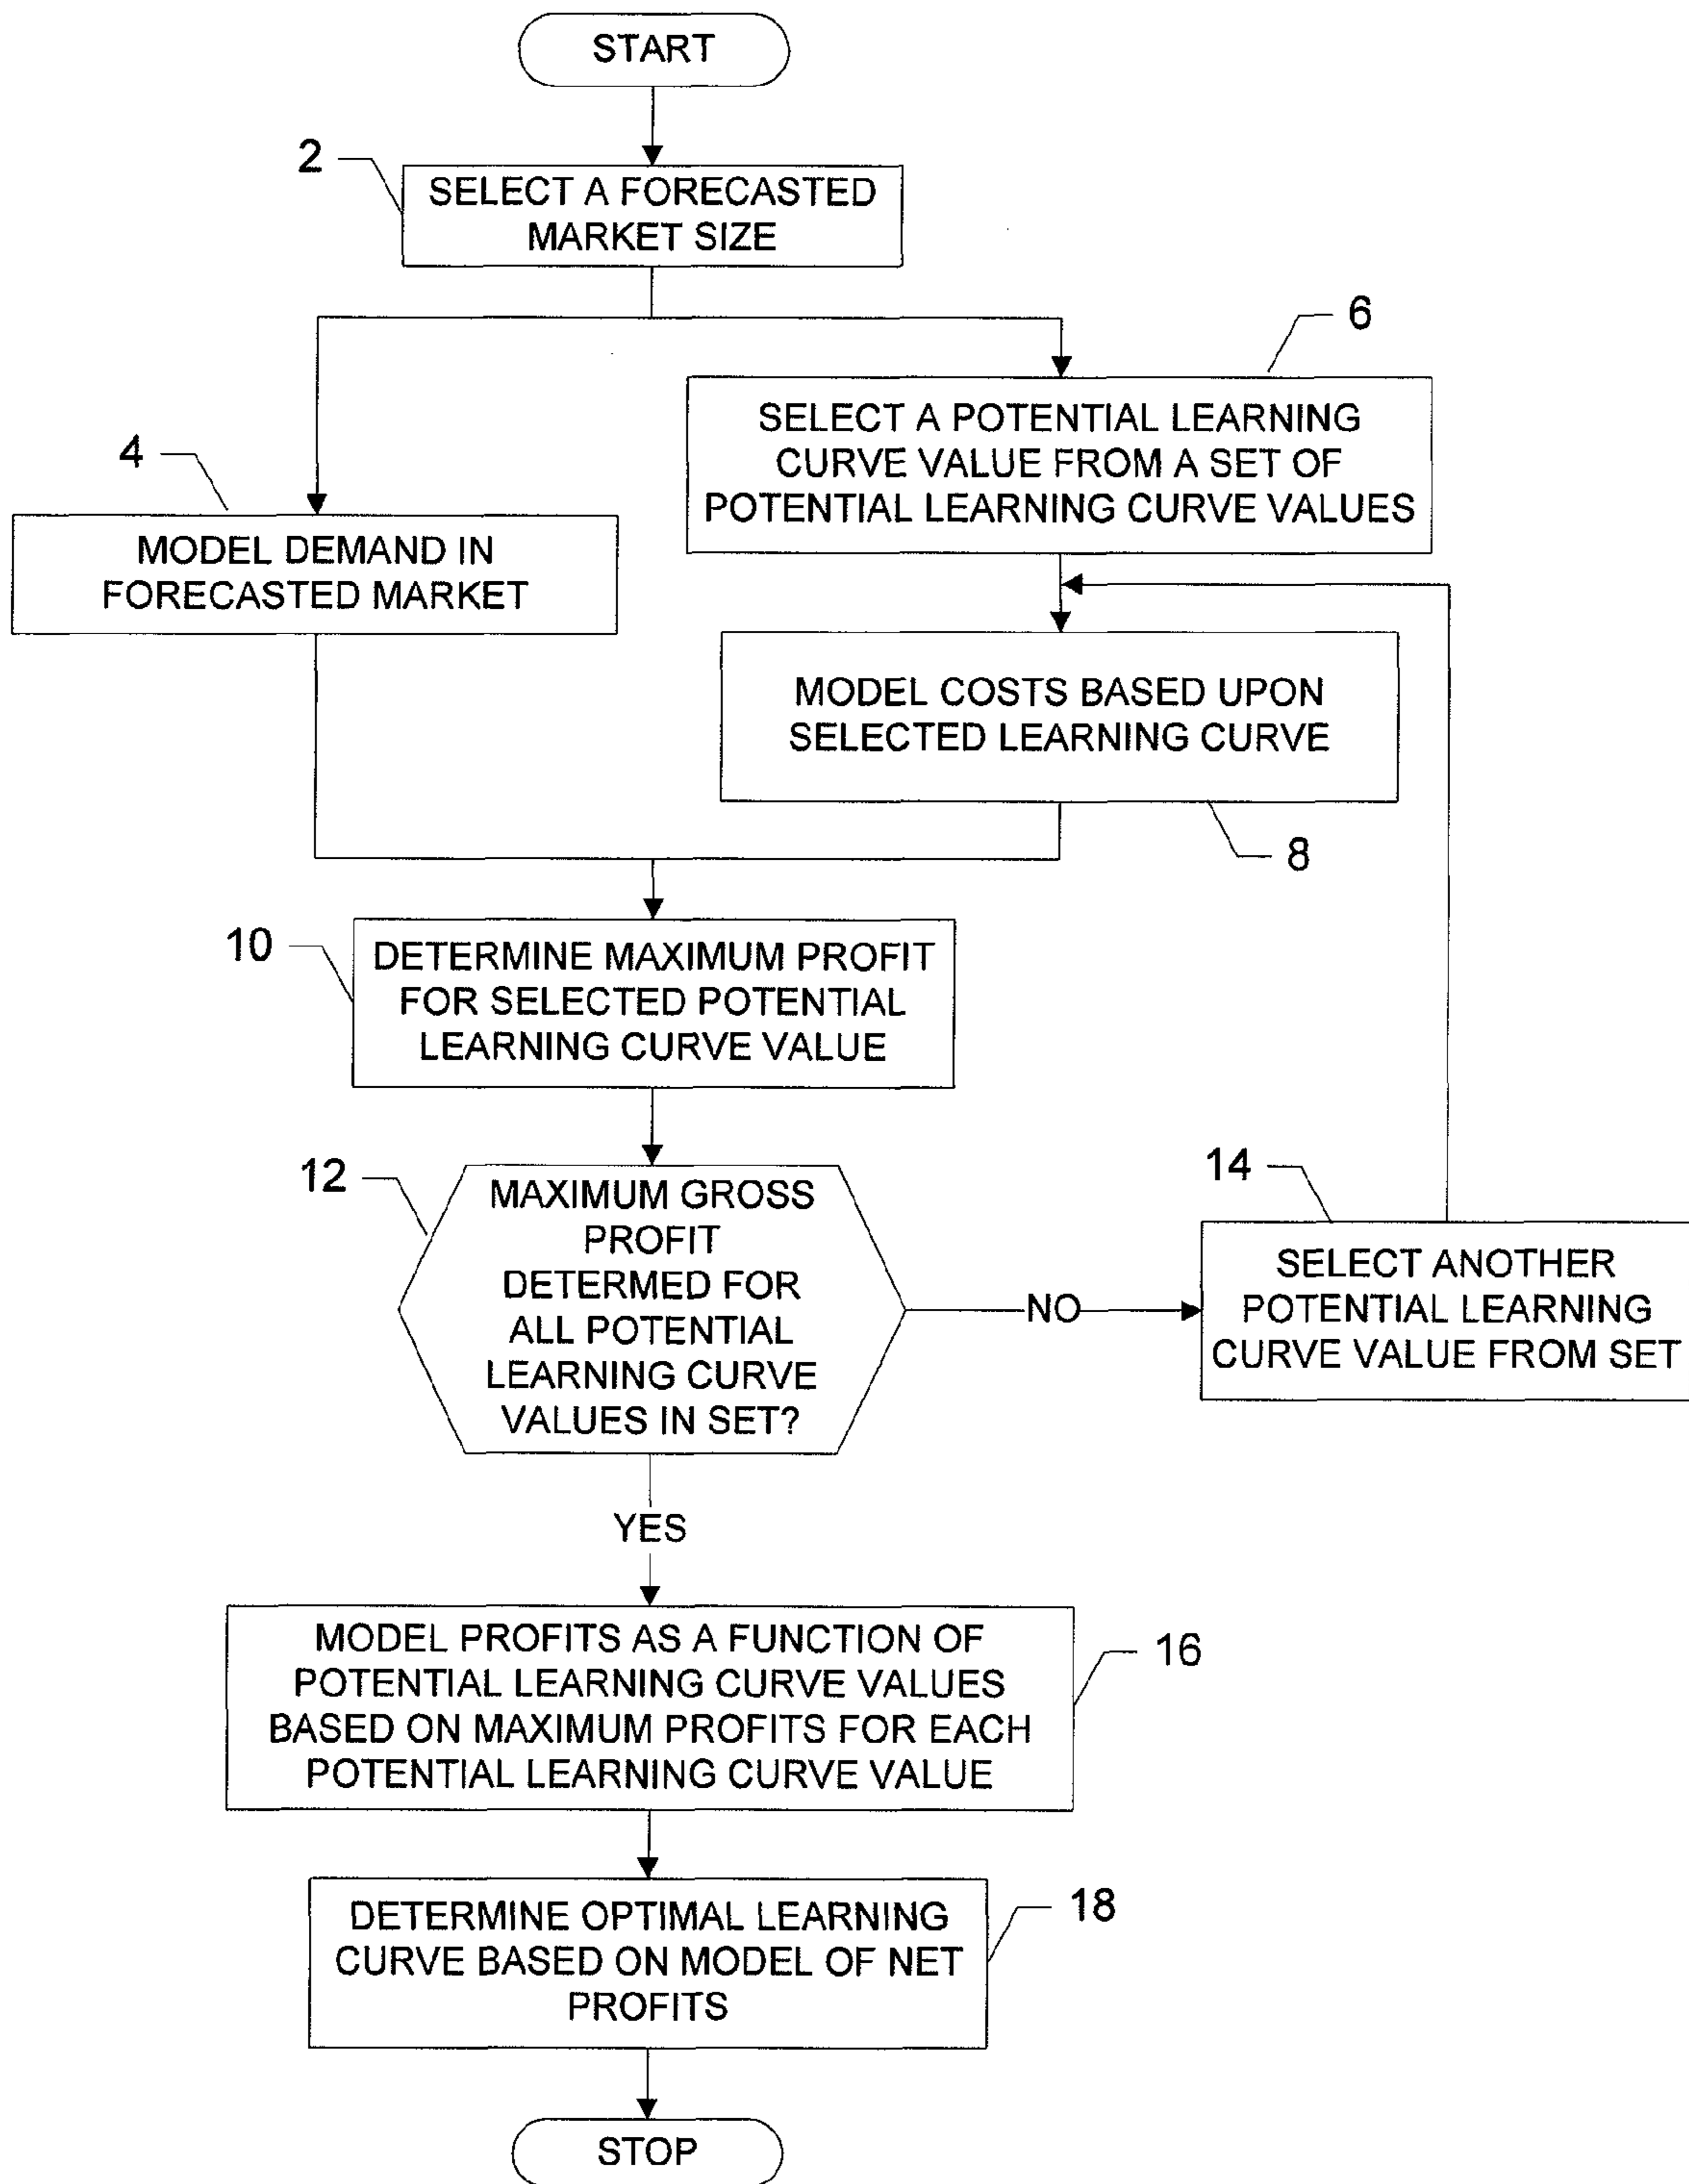 START
2
SELECT A FORECASTED
MARKET SIZE
6
SELECT A POTENTIAL LEARNING
CURVE VALUE FROM A SET OF
POTENTIAL LEARNING CURVE VALUES
4
MODEL DEMAND IN
FORECASTED MARKET
MODEL COSTS BASED UPON
SELECTED LEARNING CURVE
8
10
DETERMINE MAXIMUM PROFIT
FOR SELECTED POTENTIAL
LEARNING CURVE VALUE
12
MAXIMUM GROSS
PROFIT
DETERMED FOR
ALL POTENTIAL
LEARNING CURVE
VALUES IN SET?
NO
14
SELECT ANOTHER
POTENTIAL LEARNING
CURVE VALUE FROM SET
YES
MODEL PROFITS AS A FUNCTION OF
POTENTIAL LEARNING CURVE VALUES
BASED ON MAXIMUM PROFITS FOR EACH
POTENTIAL LEARNING CURVE VALUE
16
DETERMINE OPTIMAL LEARNING
CURVE BASED ON MODEL OF NET
PROFITS
18
STOP